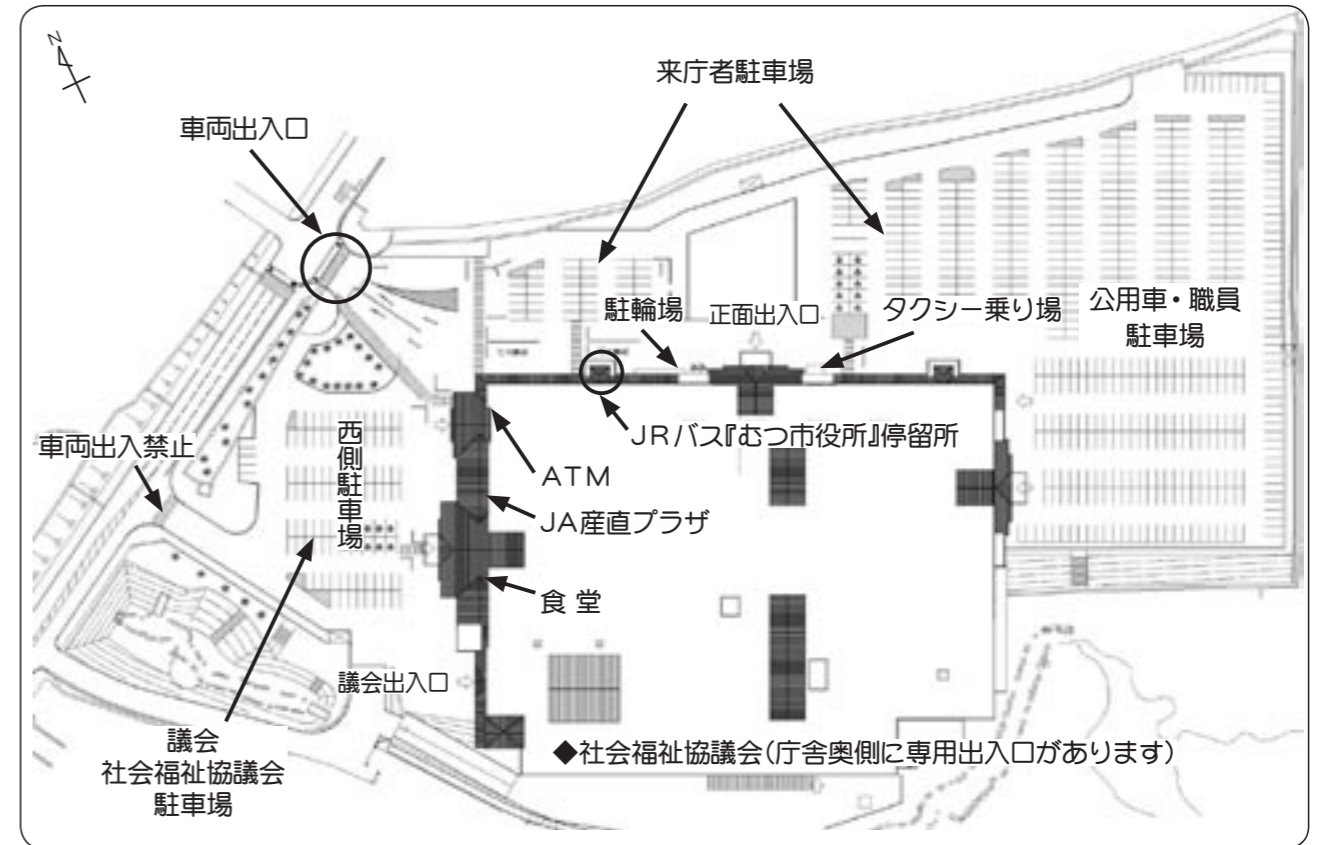 N
来庁者駐車場
車両出入口
駐輪場
正面出入口
タクシー乗り場
公用車・職員
駐車場
JRバス『むつ市役所』停留所
車両出入禁止
西側駐車場
ATM
JA産直プラザ
食堂
議会出入口
議会
社会福祉協議会
駐車場
◆社会福祉協議会(庁舎奥側に専用出入口があります)